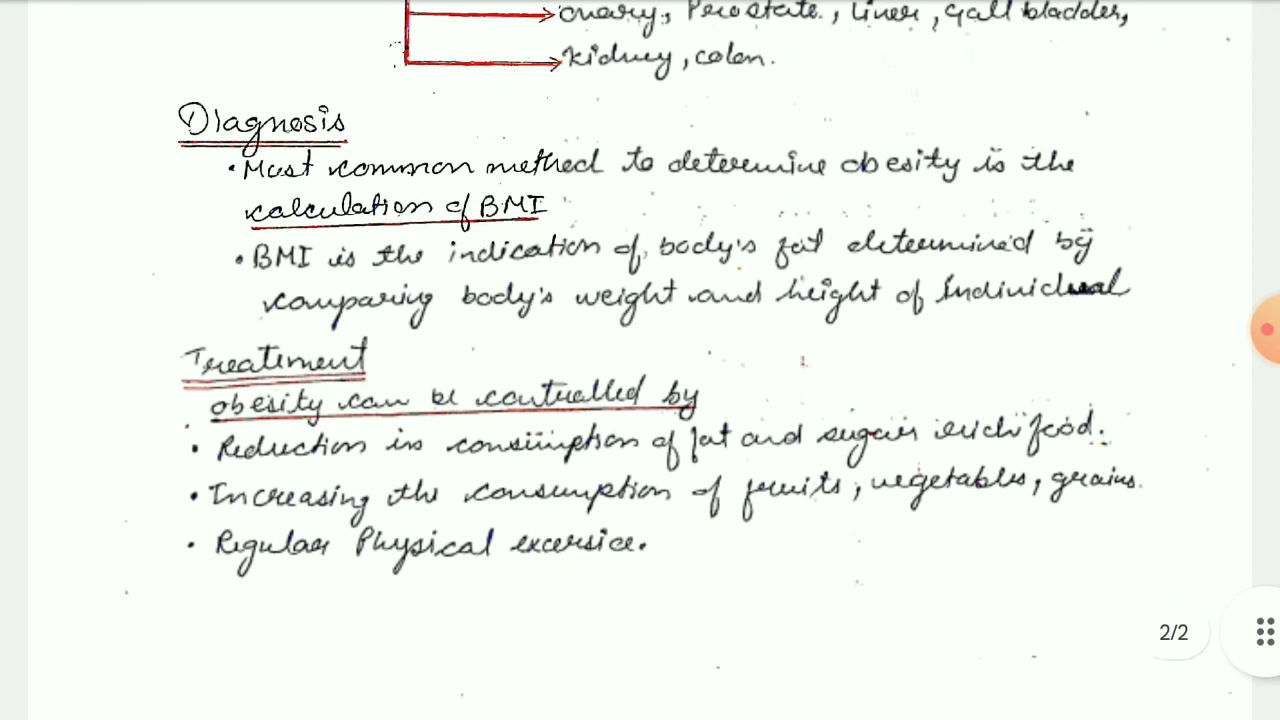 ovary, Prostate, Liver, Gall bladder,
kidney, colon.
Diagnosis
• Most common method to determine obesity is the
calculation of BMI
• BMI is the indication of body's fat determined by
comparing body's weight and height of individual
Treatement
obesity can be controlled by
• Reduction in consumption of fat and sugar rich food.
• Increasing the consumption of fruits, vegetables, grains.
• Regular Physical excersice.
2/2